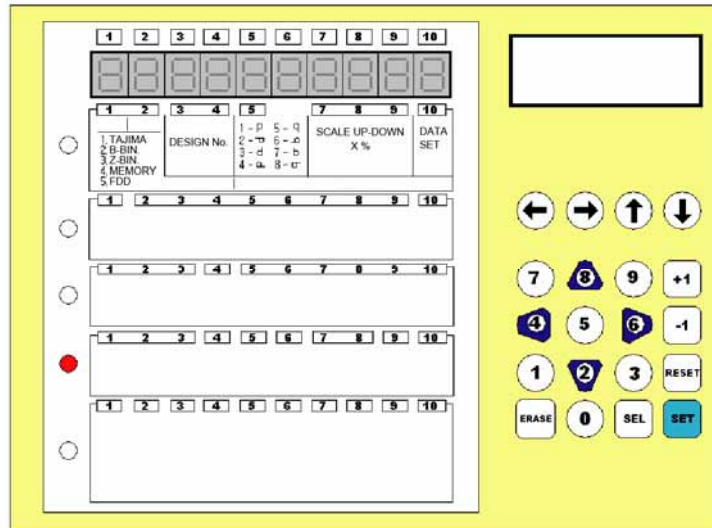 1 2 3 4 5 6 7 8 9 10
1 2 3 4 5 7 8 9 10
1. TAJIMA
2. B-BIN.
3. Z-BIN.
4. MEMORY
5. FDD
DESIGN No.
1 - p 5 - q
3 - d 7 - b
SCALE UP-DOWN
X %
DATA
SET
1 2 3 4 5 6 7 8 9 10
1 2 3 4 5 6 7 8 9 10
1 2 3 4 5 6 7 8 9 10
1 2 3 4 5 6 7 8 9 10
7 8 9 +1
4 5 6 -1
1 2 3 RESET
ERASE 0 SEL SET